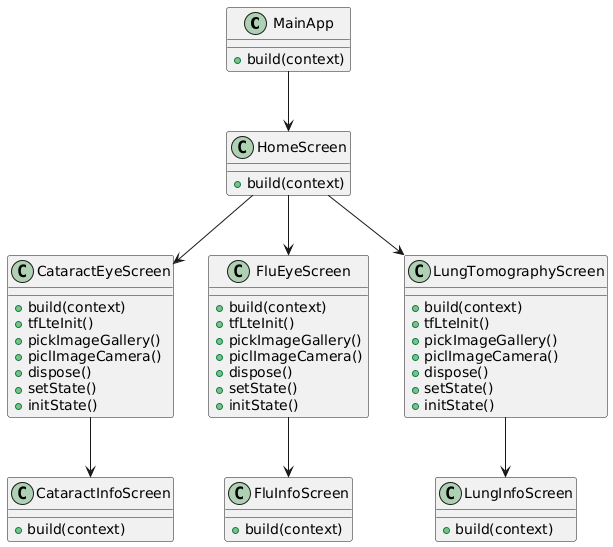 C MainApp
build(context)
C HomeScreen
build(context)
C CataractEyeScreen
build(context)
tfLteInit()
pickImageGallery()
piclImageCamera()
dispose()
setState()
initState()
C FluEyeScreen
build(context)
tfLteInit()
pickImageGallery()
piclImageCamera()
dispose()
setState()
initState()
C LungTomographyScreen
build(context)
tfLteInit()
pickImageGallery()
piclImageCamera()
dispose()
setState()
initState()
C CataractInfoScreen
build(context)
C FluInfoScreen
build(context)
C LungInfoScreen
build(context)